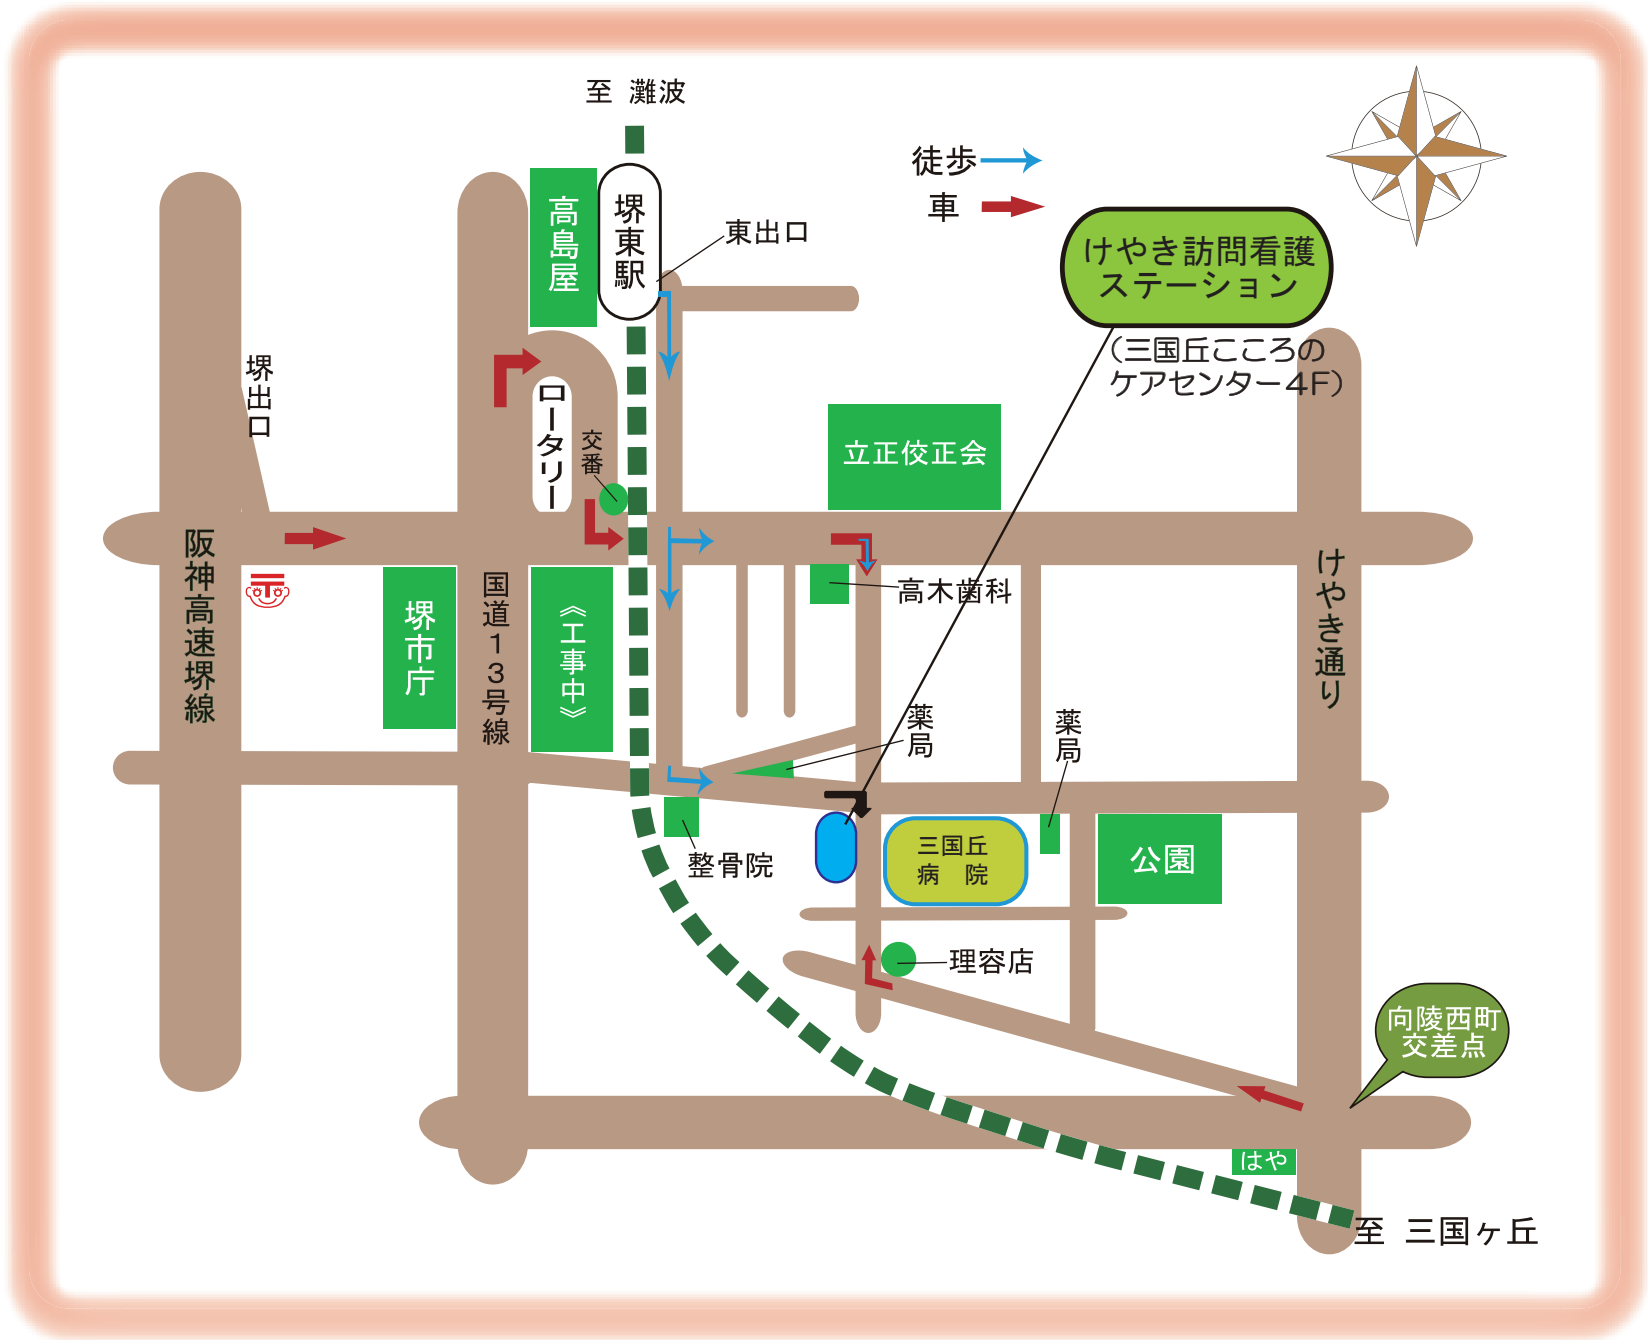 至 灘波
徒歩
車
堺東駅
高島屋
東出口
けやき訪問看護
ステーション
(三国丘こころの
ケアセンター4F)
堺出口
ロータリー
交番
立正佼正会
阪神高速堺線
堺市庁
国道13号線
《工事中》
高木歯科
けやき通り
薬局
薬局
整骨院
三国丘
病 院
公園
理容店
向陵西町
交差点
はや
至 三国ヶ丘